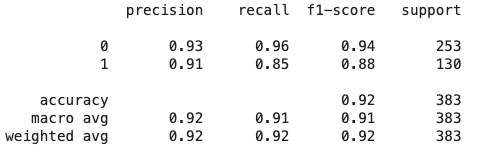 precision recall f1-score support
0 0.93 0.96 0.94 253
1 0.91 0.85 0.88 130
accuracy 0.92 383
macro avg 0.92 0.91 0.91 383
weighted avg 0.92 0.92 0.92 383